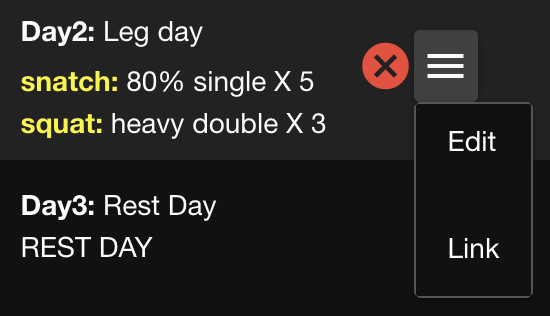 Day2: Leg day
snatch: 80% single X 5
squat: heavy double X 3
Edit
Day3: Rest Day
REST DAY
Link